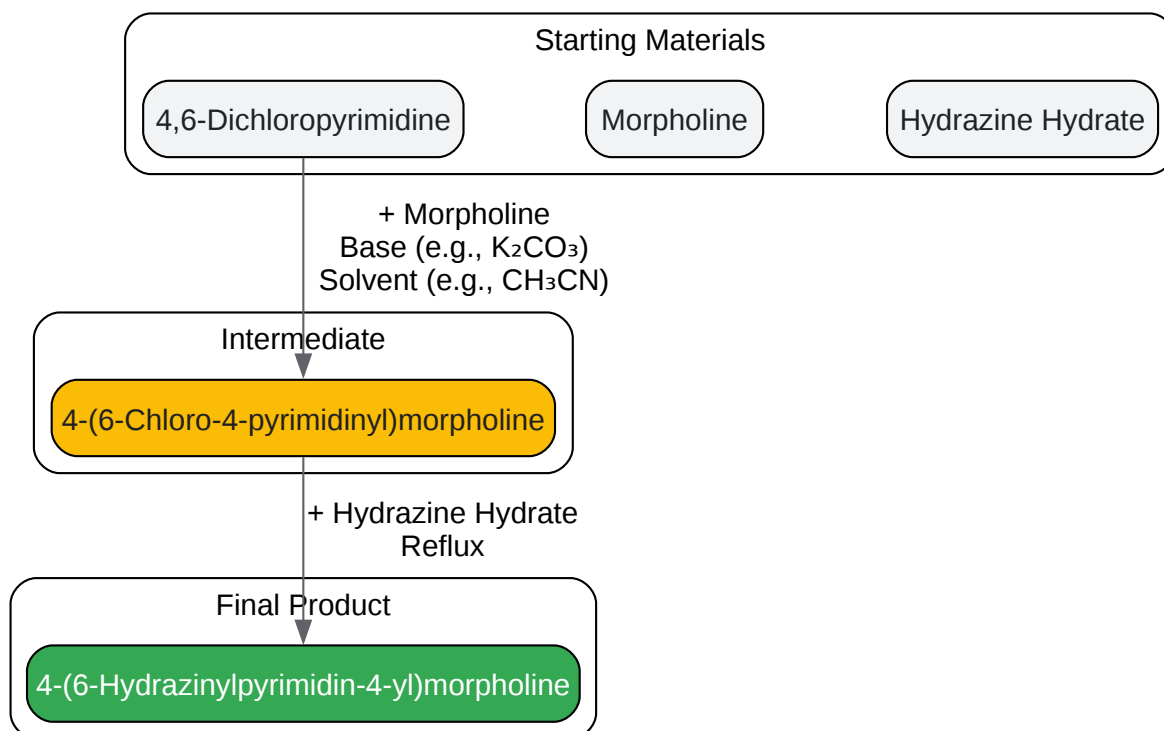 Starting Materials
4,6-Dichloropyrimidine
Morpholine
Hydrazine Hydrate
+ Morpholine
Base (e.g., K₂CO₃)
Solvent (e.g., CH₃CN)
Intermediate
4-(6-Chloro-4-pyrimidinyl)morpholine
+ Hydrazine Hydrate
Reflux
Final Product
4-(6-Hydrazinylpyrimidin-4-yl)morpholine